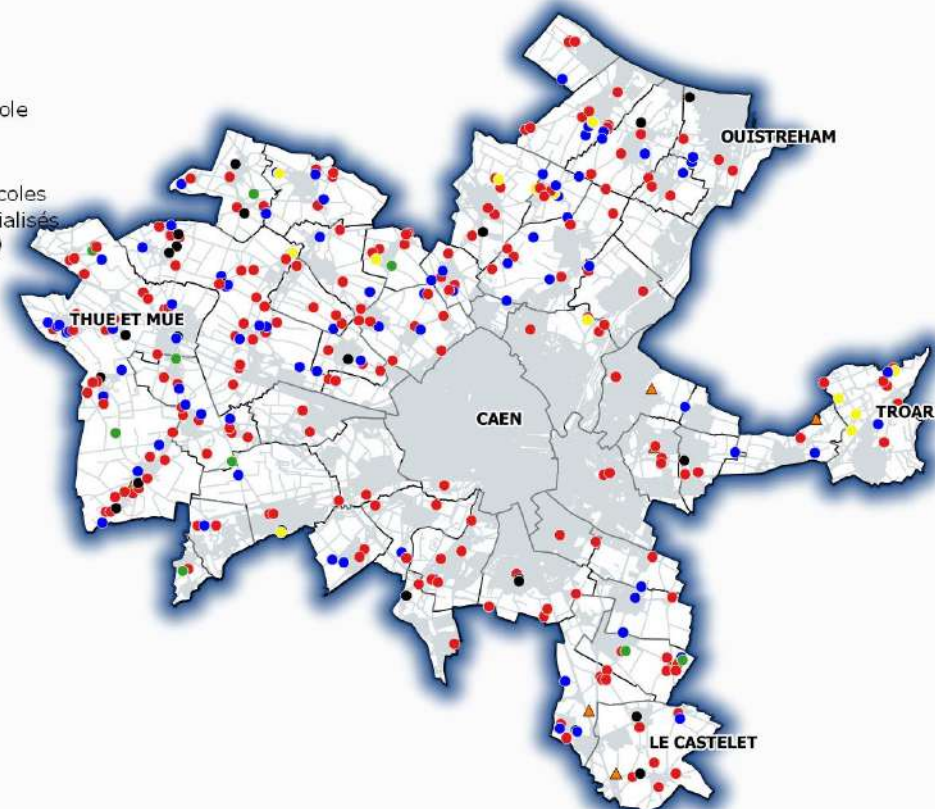 ole
OUISTREHAM
coles
ialisés
THUE ET MUE
CAEN
TROAR
LE CASTELET